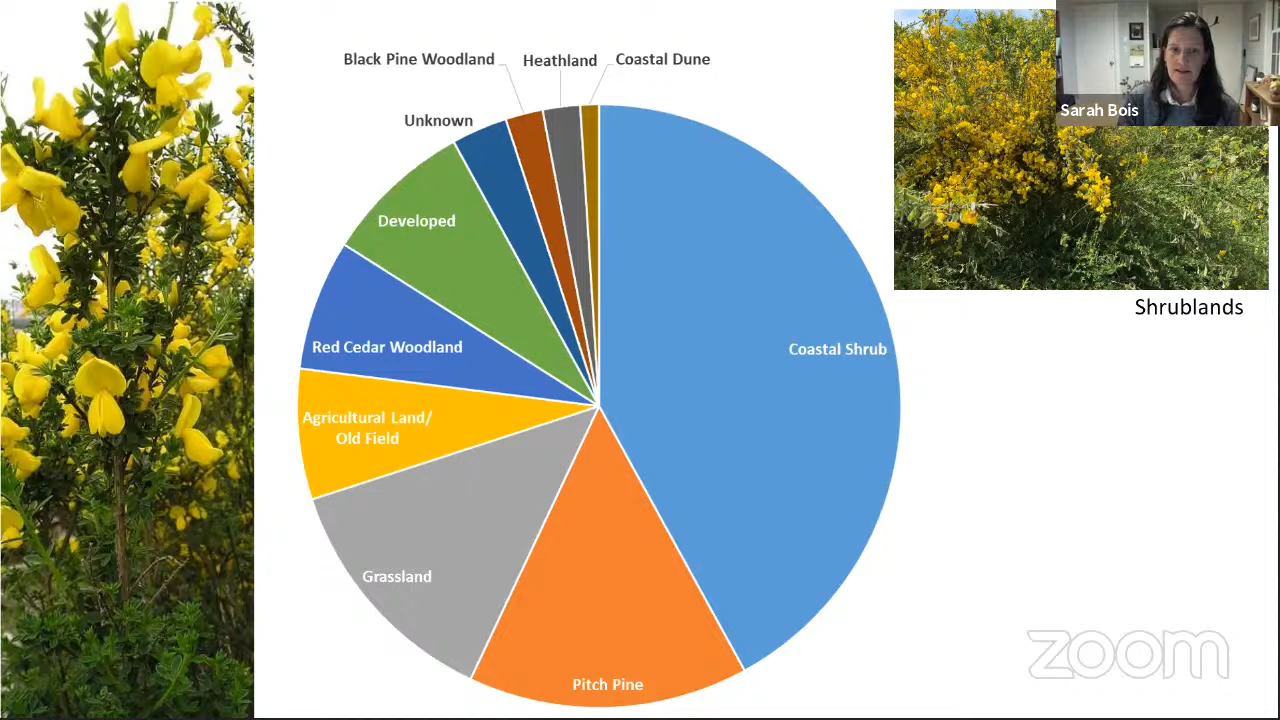 Black Pine Woodland
Heathland
Coastal Dune
Sarah Bois
Unknown
Developed
Shrublands
Red Cedar Woodland
Coastal Shrub
Agricultural Land/
Old Field
Grassland
Pitch Pine
zoom